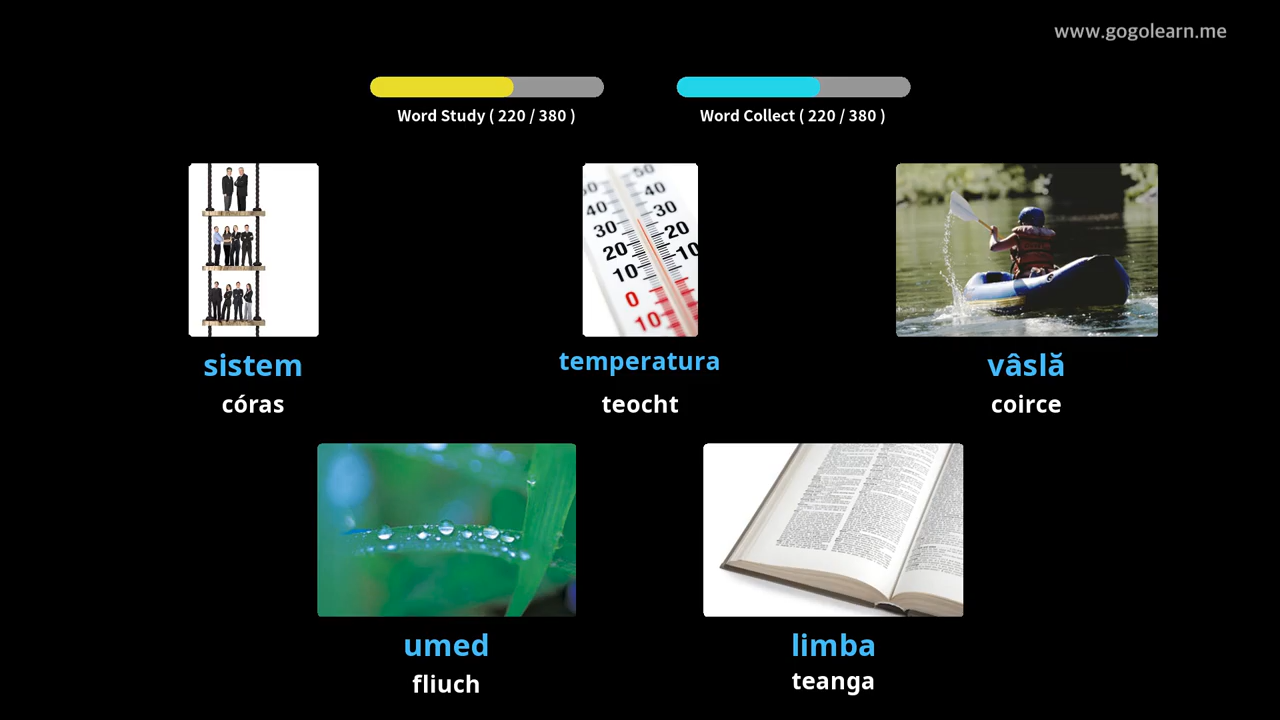 www.gogolearn.me
Word Study ( 220 / 380 )
Word Collect ( 220 / 380 )
sistem
córas
temperatura
teocht
vâslă
coirce
umed
fliuch
limba
teanga